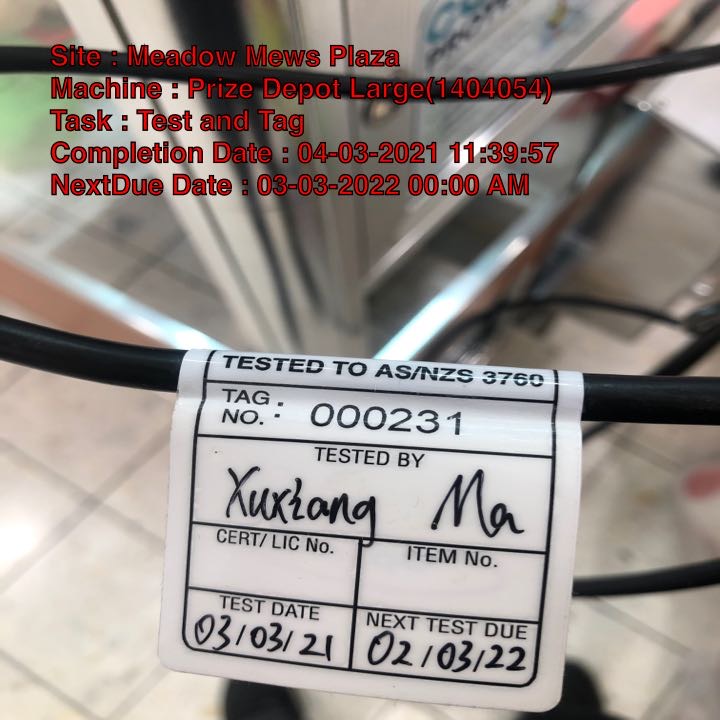 Site : Meadow Mews Plaza
Machine : Prize Depot Large(1404054)
Task : Test and Tag
Completion Date : 04-03-2021 11:39:57
NextDue Date : 03-03-2022 00:00 AM
TESTED TO AS/NZS 3760
TAG NO. : 000231
TESTED BY
Xuxiang Ma
CERT/ LIC No. ITEM No.
TEST DATE NEXT TEST DUE
03/03/21 02/03/22